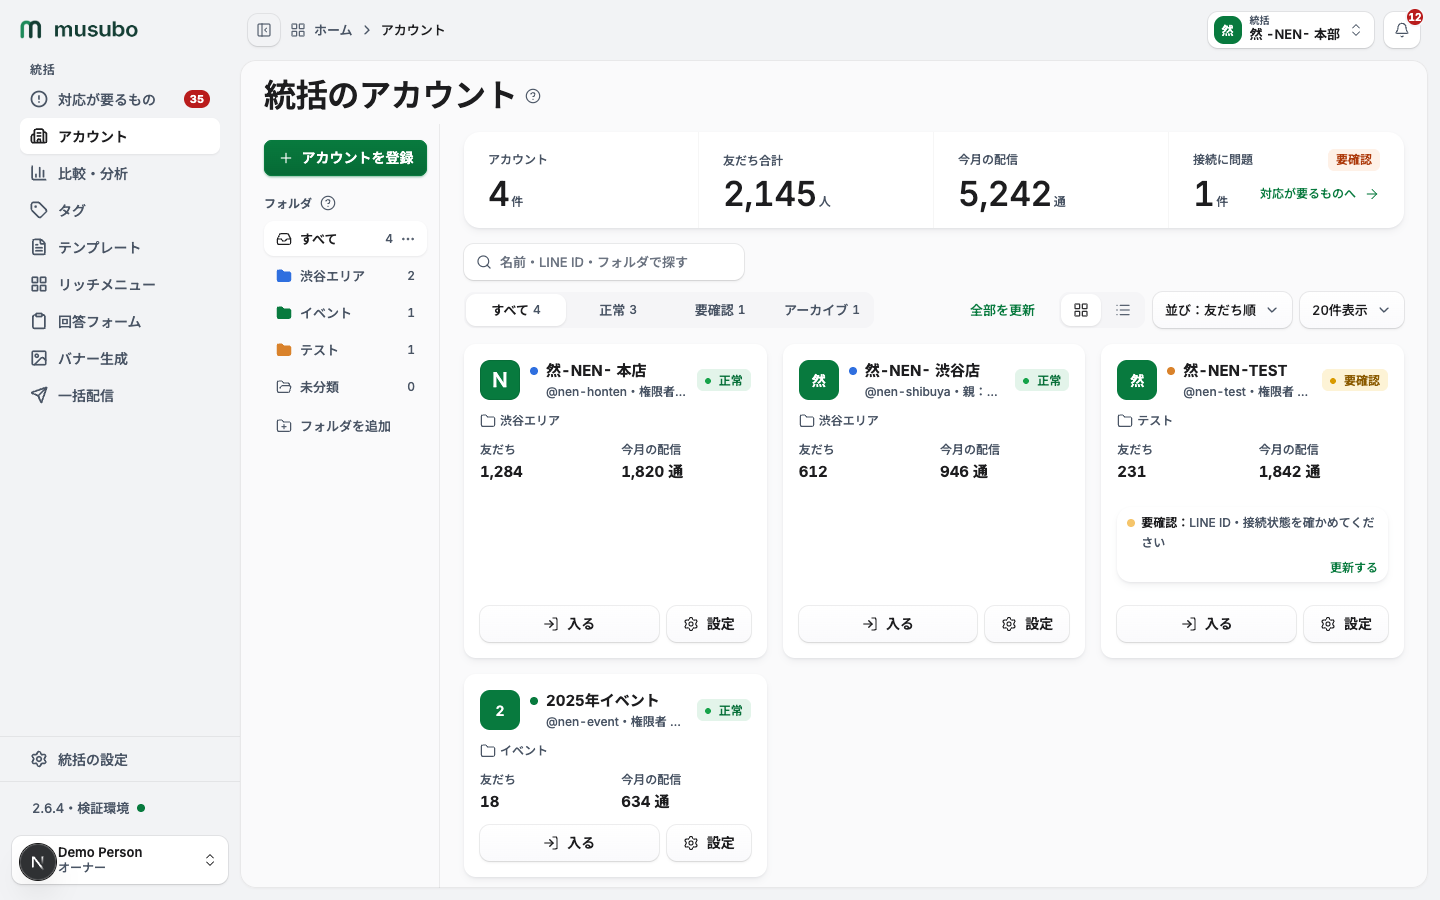 musubo
統括
対応が要るもの 35
アカウント
比較・分析
タグ
テンプレート
リッチメニュー
回答フォーム
バナー生成
一括配信
統括の設定
2.6.4・検証環境
N
Demo Person
オーナー
ホーム > アカウント
然
統括
然 -NEN- 本部
12
統括のアカウント
アカウントを登録
フォルダ
すべて 4
渋谷エリア 2
イベント 1
テスト 1
未分類 0
フォルダを追加
アカウント
4件
友だち合計
2,145人
今月の配信
5,242通
接続に問題 要確認
1件 対応が要るものへ →
名前・LINE ID・フォルダで探す
すべて 4 正常 3 要確認 1 アーカイブ 1
全部を更新
並び：友だち順
20件表示
N
然-NEN- 本店
@nen-honten・権限者...
正常
渋谷エリア
友だち 今月の配信
1,284 1,820 通
入る 設定
然
然-NEN- 渋谷店
@nen-shibuya・親：...
正常
渋谷エリア
友だち 今月の配信
612 946 通
入る 設定
然
然-NEN-TEST
@nen-test・権限者 ...
要確認
テスト
友だち 今月の配信
231 1,842 通
要確認：LINE ID・接続状態を確かめてくだ
さい
更新する
入る 設定
2
2025年イベント
@nen-event・権限者 ...
正常
イベント
友だち 今月の配信
18 634 通
入る 設定